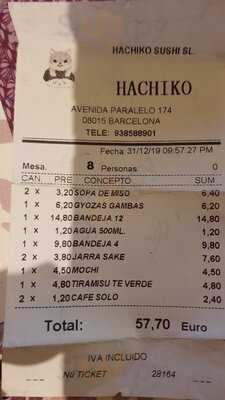 HACHIKO SUSHI SL.
HACHIKO
AVENIDA PARALELO 174
08015 BARCELONA
TELE: 938588901
Fecha 31/12/19 09:57:27 PM
Mesa. 8 Personas 0
CAN. PRE CONCEPTO SUM
2 x 3,20 SOPA DE MISO 6,40
1 x 6,20 GYOZAS GAMBAS 6,20
1 x 14,80 BANDEJA 12 14,80
1 x 1,20 AGUA 500ML. 1,20
1 x 9,80 BANDEJA 4 9,80
2 x 3,80 JARRA SAKE 7,60
1 x 4,50 MOCHI 4,50
1 x 4,80 TIRAMISU TE VERDE 4,80
2 x 1,20 CAFE SOLO 2,40
Total: 57,70 Euro
IVA INCLUIDO
--- Nú TICKET 28164 ---